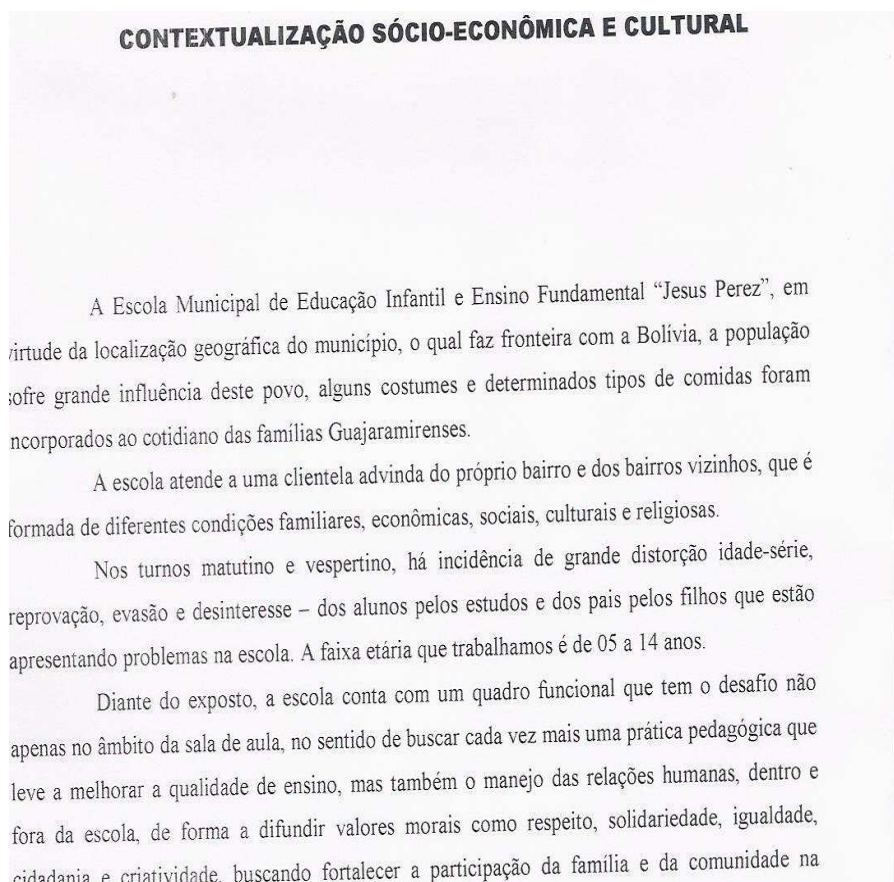 CONTEXTUALIZAÇÃO SÓCIO-ECONÔMICA E CULTURAL
A Escola Municipal de Educação Infantil e Ensino Fundamental “Jesus Perez”, em
virtude da localização geográfica do município, o qual faz fronteira com a Bolívia, a população
sofre grande influência deste povo, alguns costumes e determinados tipos de comidas foram
ncorporados ao cotidiano das famílias Guajaramirenses.
A escola atende a uma clientela advinda do próprio bairro e dos bairros vizinhos, que é
formada de diferentes condições familiares, econômicas, sociais, culturais e religiosas.
Nos turnos matutino e vespertino, há incidência de grande distorção idade-série,
reprovação, evasão e desinteresse – dos alunos pelos estudos e dos pais pelos filhos que estão
apresentando problemas na escola. A faixa etária que trabalhamos é de 05 a 14 anos.
Diante do exposto, a escola conta com um quadro funcional que tem o desafio não
apenas no âmbito da sala de aula, no sentido de buscar cada vez mais uma prática pedagógica que
leve a melhorar a qualidade de ensino, mas também o manejo das relações humanas, dentro e
fora da escola, de forma a difundir valores morais como respeito, solidariedade, igualdade,
cidadania e criatividade, buscando fortalecer a participação da família e da comunidade na